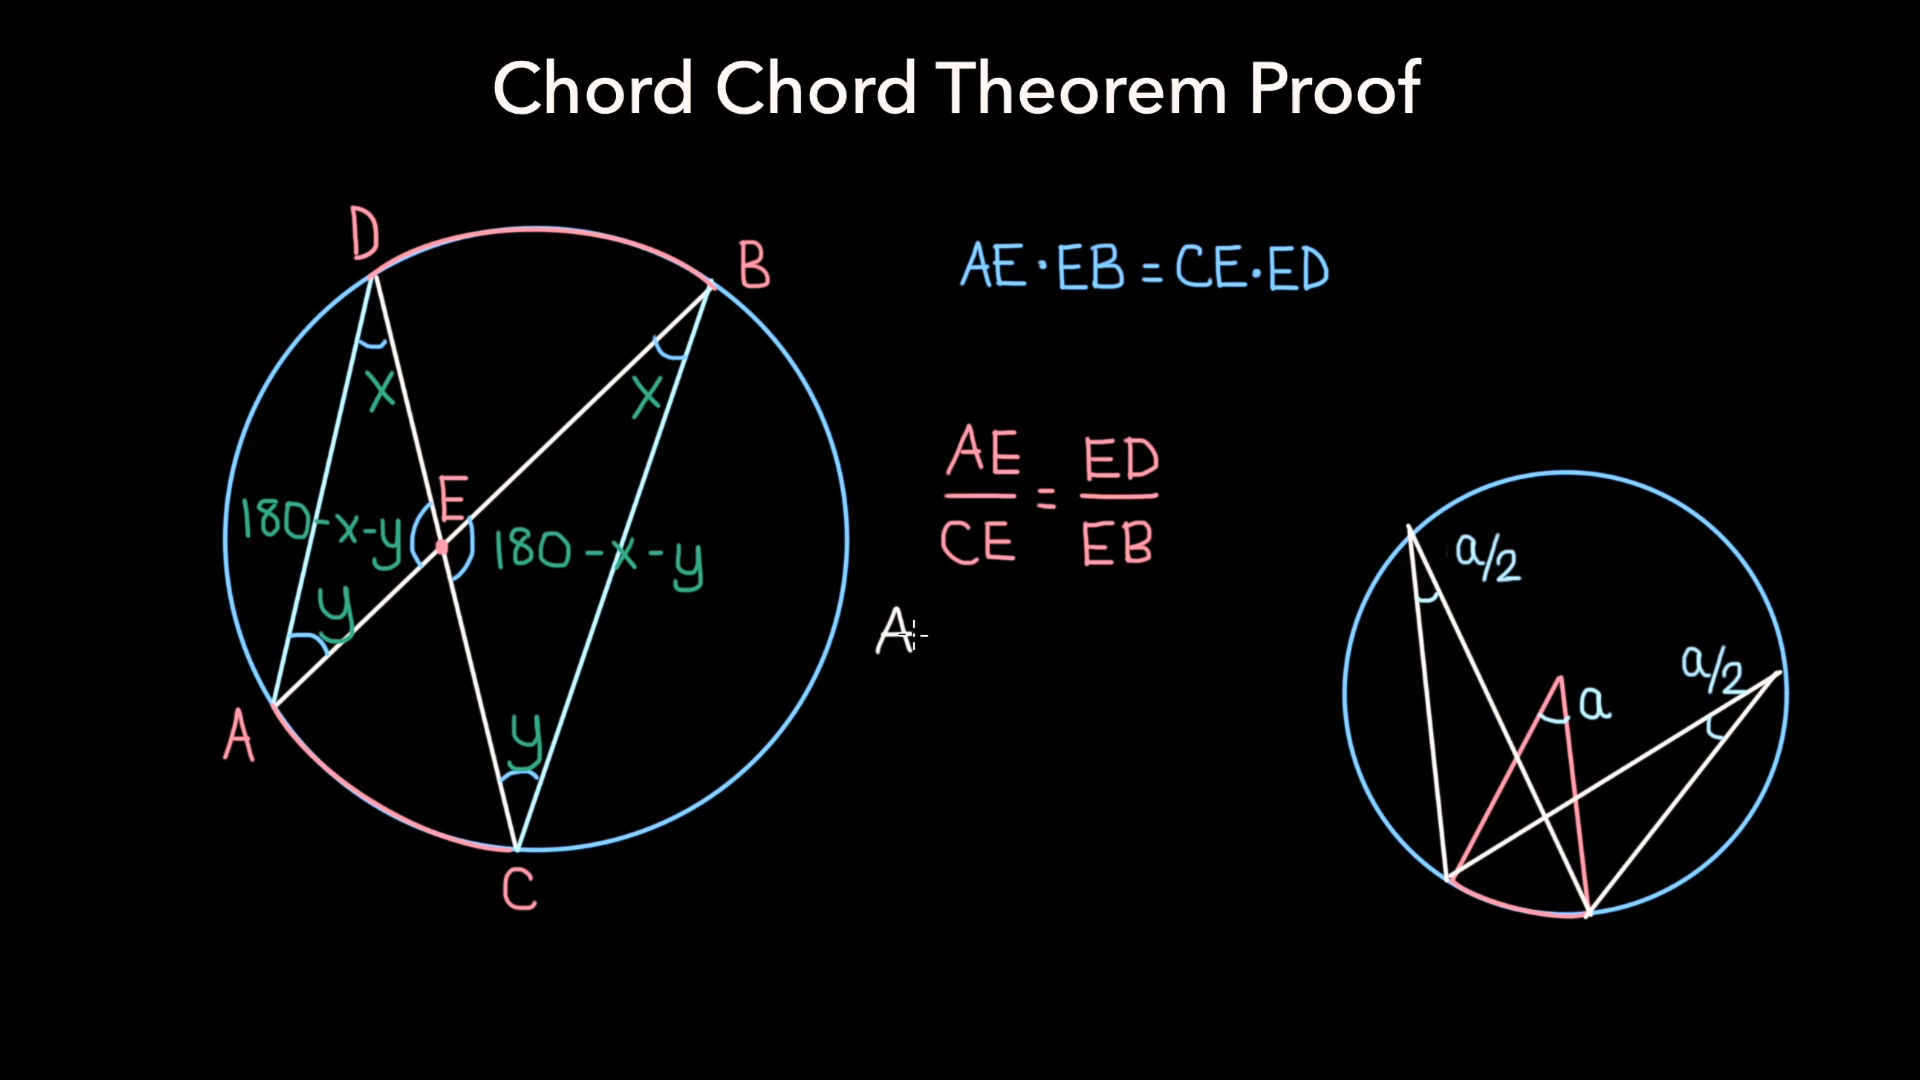 Chord Chord Theorem Proof
D
B
AE·EB=CE·ED
x
x
AE/CE = ED/EB
E
180-x-y
180-x-y
a/2
y
A
a/2
a
A
y
C